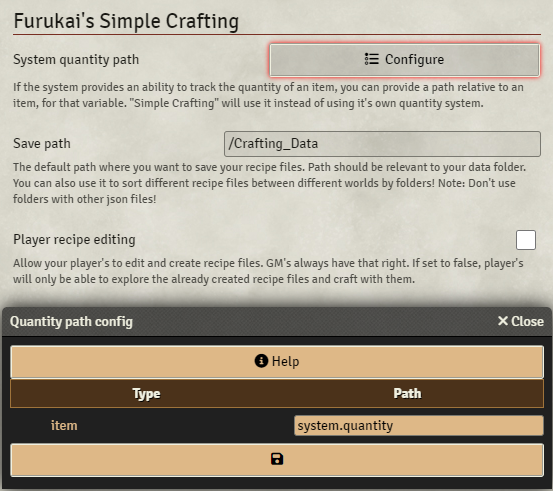 Furukai's Simple Crafting
System quantity path
Configure
If the system provides an ability to track the quantity of an item, you can provide a path relative to an
item, for that variable. "Simple Crafting" will use it instead of using it's own quantity system.
Save path
/Crafting_Data
The default path where you want to save your recipe files. Path should be relevant to your data folder.
You can also use it to sort different recipe files between different worlds by folders! Note: Don't use
folders with other json files!
Player recipe editing
Allow your player's to edit and create recipe files. GM's always have that right. If set to false, player's
will only be able to explore the already created recipe files and craft with them.
Quantity path config
Close
Help
Type Path
item system.quantity